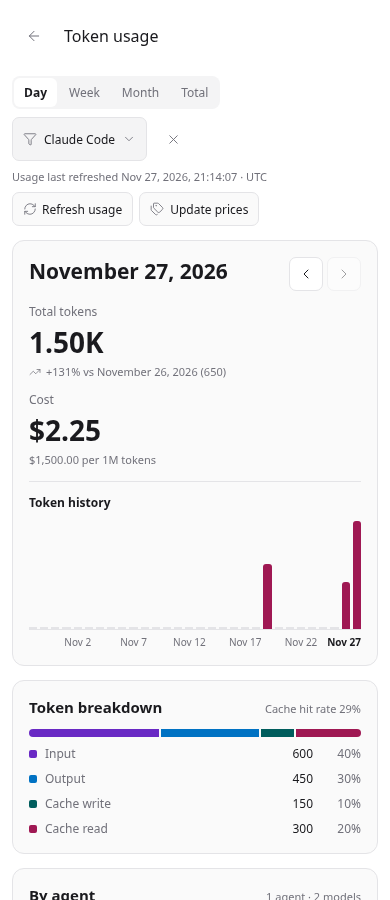 Token usage
Day Week Month Total
Claude Code
Usage last refreshed Nov 27, 2026, 21:14:07 · UTC
Refresh usage Update prices
November 27, 2026
Total tokens
1.50K
+131% vs November 26, 2026 (650)
Cost
$2.25
$1,500.00 per 1M tokens
Token history
Nov 2 Nov 7 Nov 12 Nov 17 Nov 22 Nov 27
Token breakdown Cache hit rate 29%
Input 600 40%
Output 450 30%
Cache write 150 10%
Cache read 300 20%
By agent 1 agent · 2 models